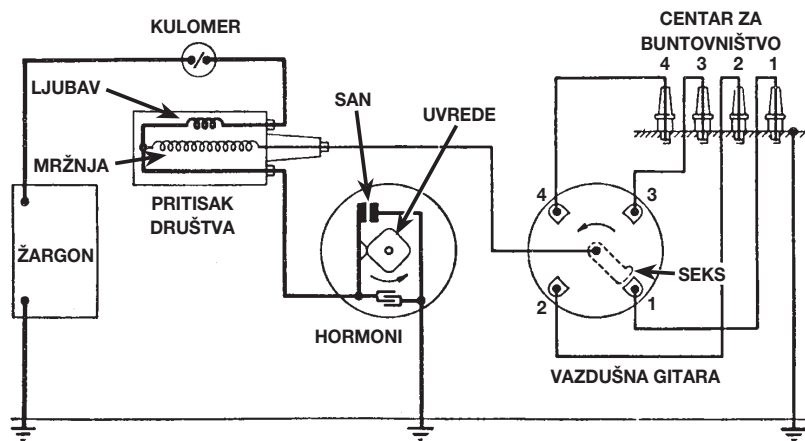 KULOMER
CENTAR ZA
BUNTOVNIŠTVO
4 3 2 1
LJUBAV
SAN
UVREDE
MRŽNJA
PRITISAK
DRUŠTVA
4
3
ŽARGON
SEKS
2
1
HORMONI
VAZDUŠNA GITARA